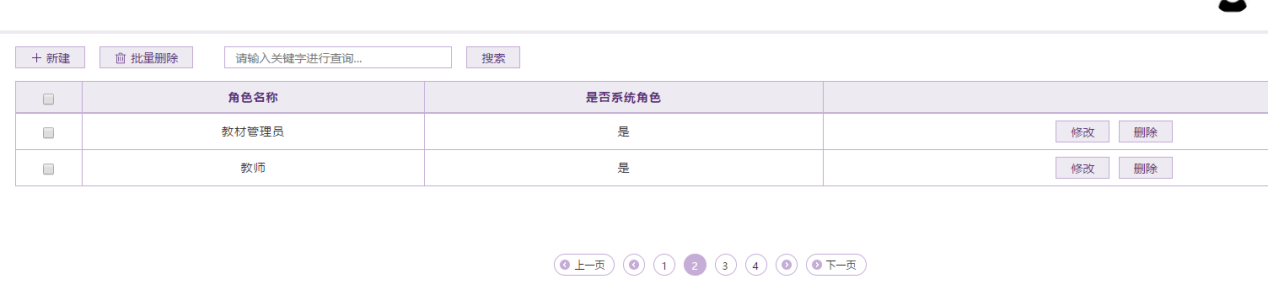 新建 批量删除 请输入关键字进行查询... 搜索
角色名称 是否系统角色
教材管理员 是 修改 删除
教师 是 修改 删除
上一页 1 2 3 4 下一页